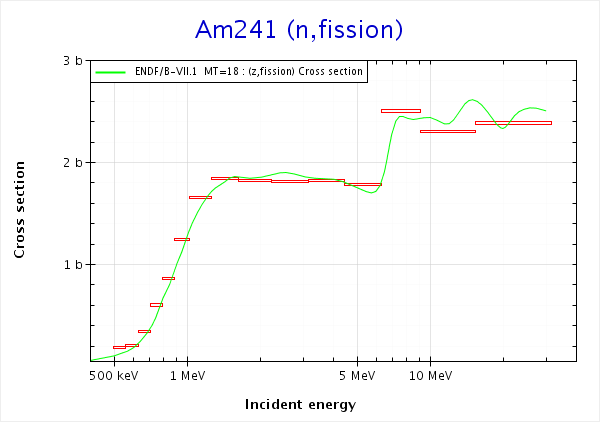 Am241 (n,fission)
ENDF/B-VII.1 MT=18 : (z,fission) Cross section
3 b
2 b
1 b
Cross section
500 keV 1 MeV 5 MeV 10 MeV
Incident energy